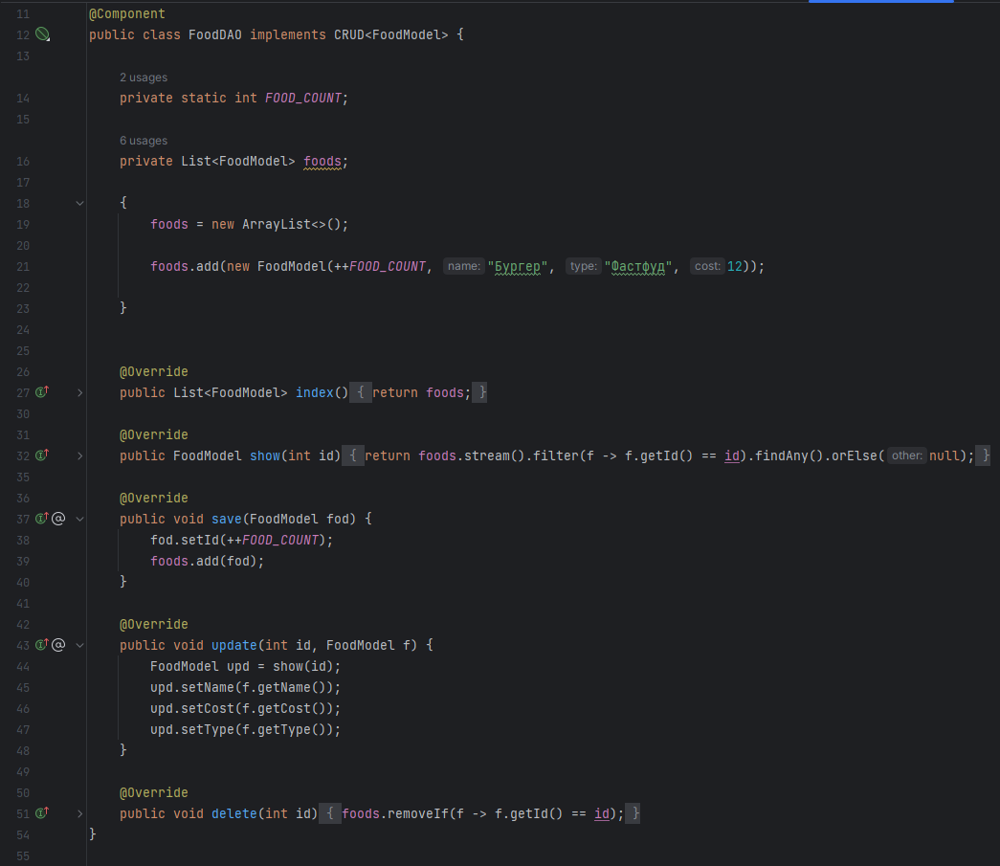 11 @Component
12 public class FoodDAO implements CRUD<FoodModel> {
13
2 usages
14 private static int FOOD_COUNT;
15
6 usages
16 private List<FoodModel> foods;
17
18 {
19 foods = new ArrayList<>();
20
21 foods.add(new FoodModel(++FOOD_COUNT, name: "Бургер", type: "Фастфуд", cost: 12));
22
23 }
24
25
26 @Override
27 public List<FoodModel> index() { return foods; }
30
31 @Override
32 public FoodModel show(int id) { return foods.stream().filter(f -> f.getId() == id).findAny().orElse( other: null); }
35
36 @Override
37 @ public void save(FoodModel fod) {
38 fod.setId(++FOOD_COUNT);
39 foods.add(fod);
40 }
41
42 @Override
43 @ public void update(int id, FoodModel f) {
44 FoodModel upd = show(id);
45 upd.setName(f.getName());
46 upd.setCost(f.getCost());
47 upd.setType(f.getType());
48 }
49
50 @Override
51 public void delete(int id) { foods.removeIf(f -> f.getId() == id); }
54 }
55